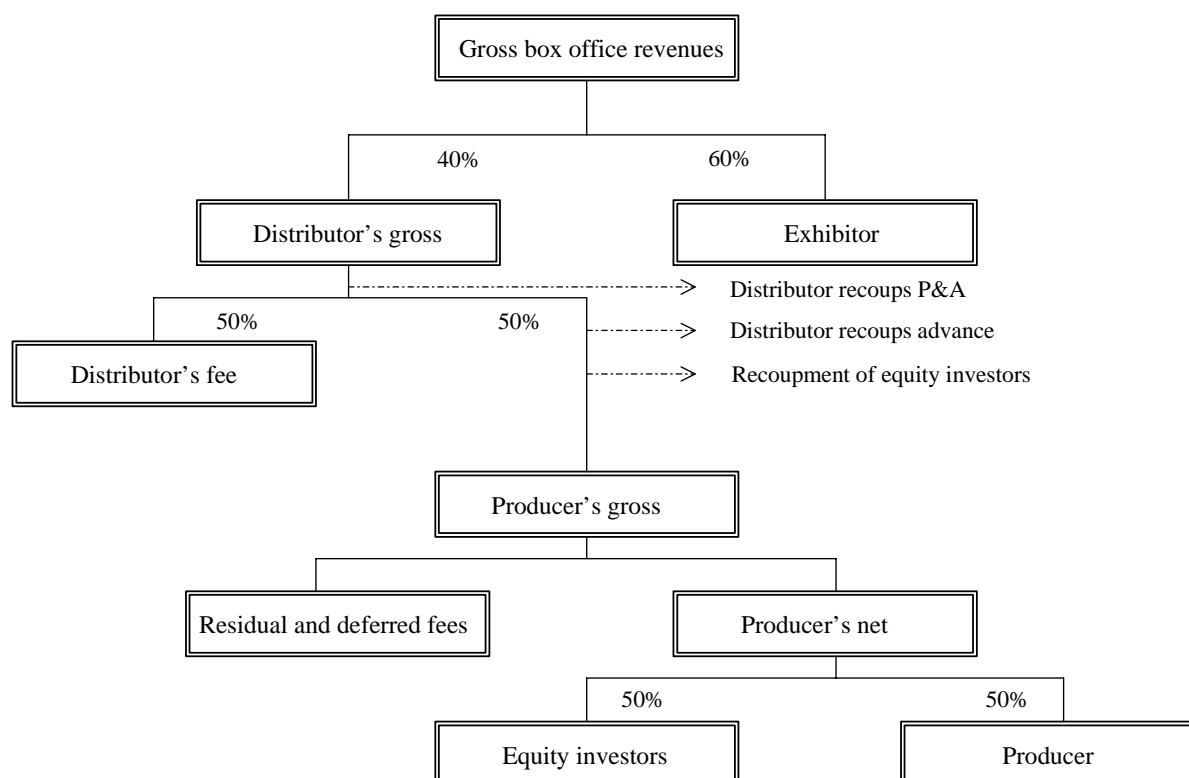 Gross box office revenues
40%
60%
Distributor’s gross
Exhibitor
Distributor recoups P&A
50%
50%
Distributor recoups advance
Distributor’s fee
Recoupment of equity investors
Producer’s gross
Residual and deferred fees
Producer’s net
50%
50%
Equity investors
Producer